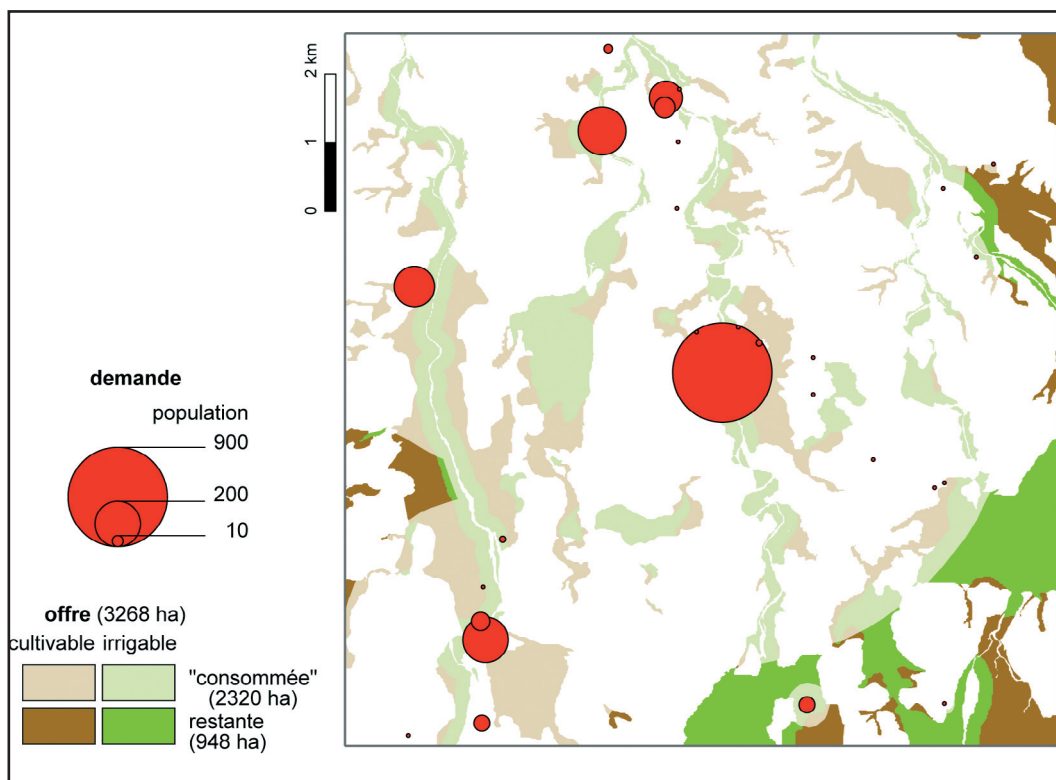 2 km
1
0
demande
population
900
200
10
offre (3268 ha)
cultivable irrigable
"consommée"
(2320 ha)
restante
(948 ha)